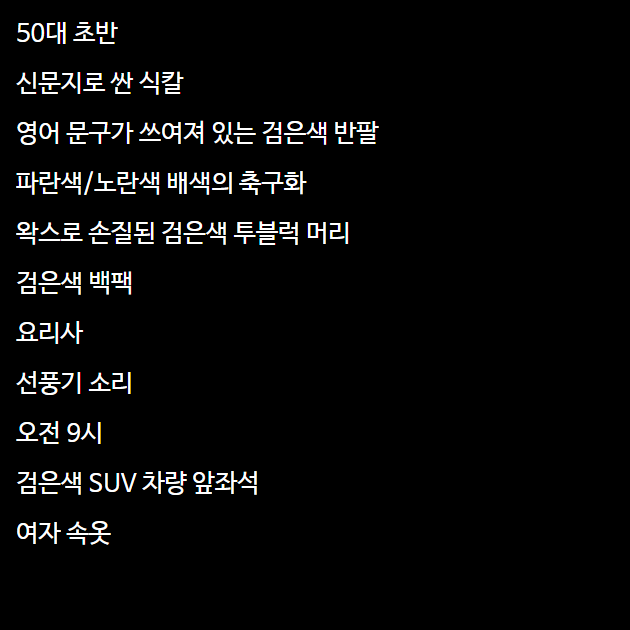 50대 초반
신문지로 싼 식칼
영어 문구가 쓰여져 있는 검은색 반팔
파란색/노란색 배색의 축구화
왁스로 손질된 검은색 투블럭 머리
검은색 백팩
요리사
선풍기 소리
오전 9시
검은색 SUV 차량 앞좌석
여자 속옷